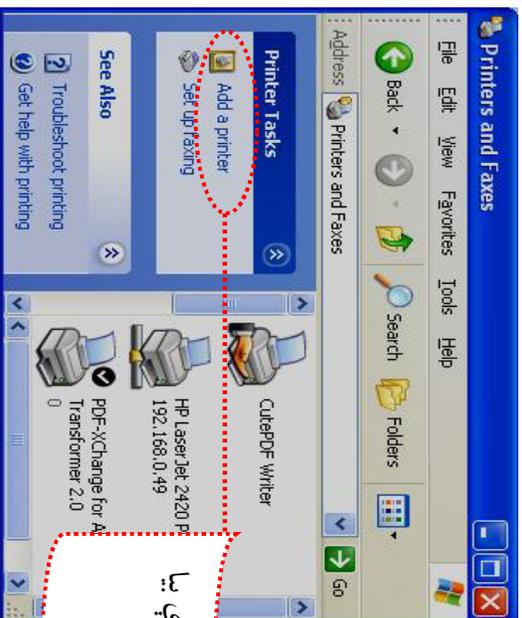 Printers and Faxes
File Edit View Favorites Tools Help
Back Search Folders
Address Printers and Faxes Go
Printer Tasks
Add a printer
Set up faxing
See Also
Troubleshoot printing
Get help with printing
CutePDF Writer
HP LaserJet 2420 P
192.168.0.49
PDF-XChange for A
Transformer 2.0
0